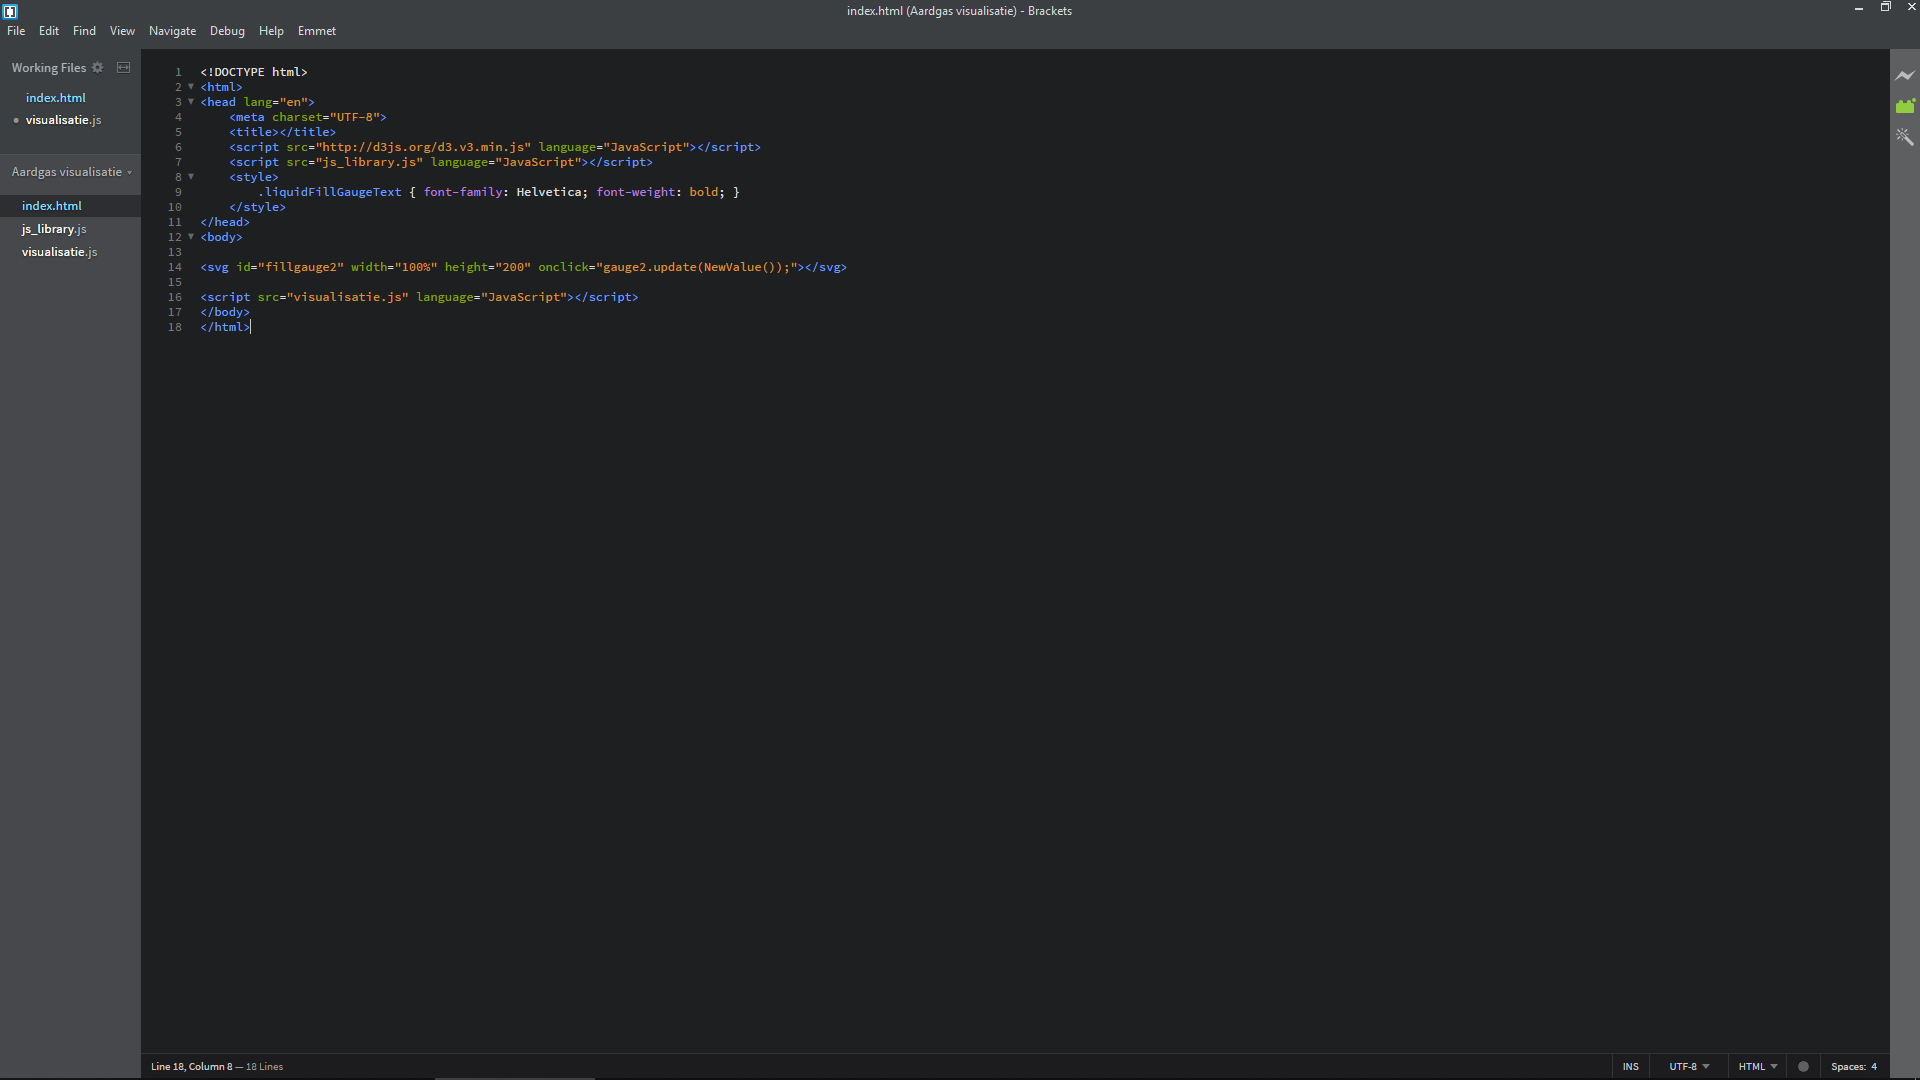 index.html (Aardgas visualisatie) - Brackets
File Edit Find View Navigate Debug Help Emmet
Working Files
index.html
visualisatie.js
Aardgas visualisatie
index.html
js_library.js
visualisatie.js
1 <!DOCTYPE html>
2 <html>
3 <head lang="en">
4 <meta charset="UTF-8">
5 <title></title>
6 <script src="http://d3js.org/d3.v3.min.js" language="JavaScript"></script>
7 <script src="js_library.js" language="JavaScript"></script>
8 <style>
9 .liquidFillGaugeText { font-family: Helvetica; font-weight: bold; }
10 </style>
11 </head>
12 <body>
13
14 <svg id="fillgauge2" width="100%" height="200" onclick="gauge2.update(NewValue());"></svg>
15
16 <script src="visualisatie.js" language="JavaScript"></script>
17 </body>
18 </html>
Line 18, Column 8 — 18 Lines
INS UTF-8 HTML Spaces: 4